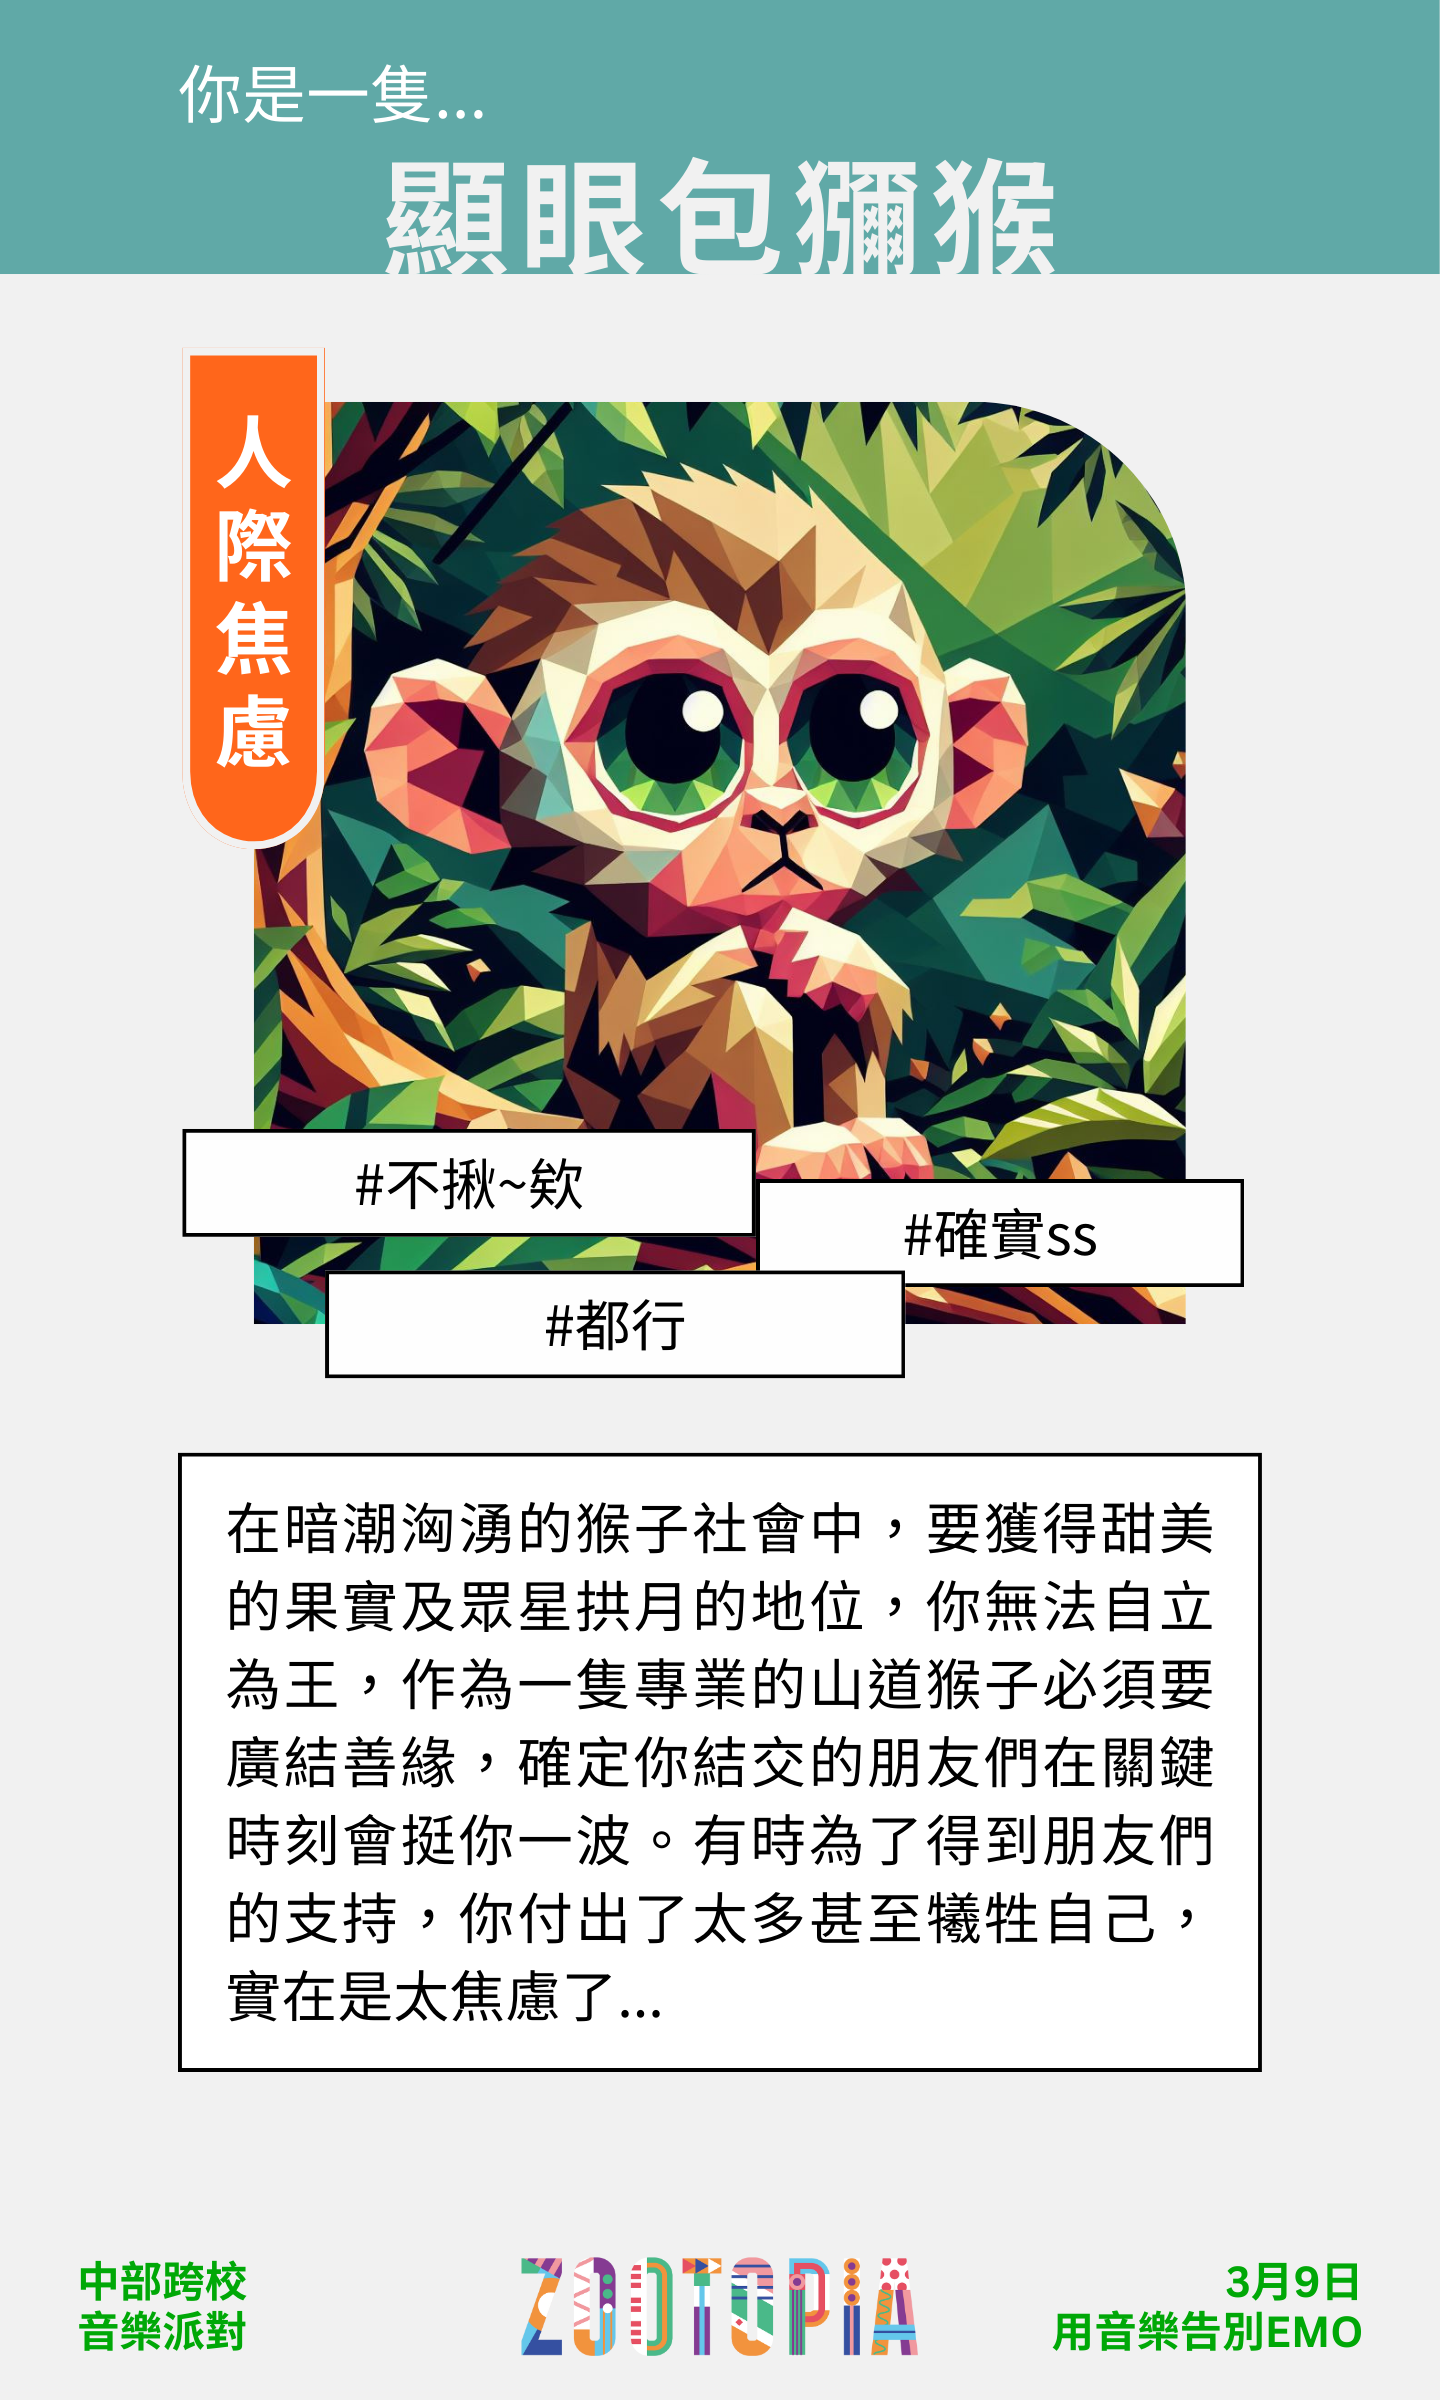 你是一隻...
顯眼包獼猴
人際焦慮
#不揪~欸
#確實ss
#都行
在暗潮洶湧的猴子社會中，要獲得甜美
的果實及眾星拱月的地位，你無法自立
為王，作為一隻專業的山道猴子必須要
廣結善緣，確定你結交的朋友們在關鍵
時刻會挺你一波。有時為了得到朋友們
的支持，你付出了太多甚至犧牲自己，
實在是太焦慮了...
中部跨校
音樂派對
ZOOTOPiA
3月9日
用音樂告別EMO